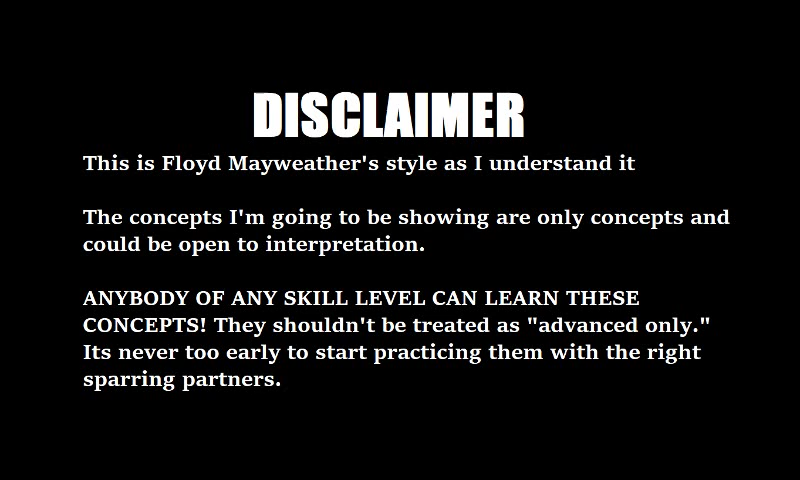 DISCLAIMER
This is Floyd Mayweather's style as I understand it
The concepts I'm going to be showing are only concepts and
could be open to interpretation.
ANYBODY OF ANY SKILL LEVEL CAN LEARN THESE
CONCEPTS! They shouldn't be treated as "advanced only."
Its never too early to start practicing them with the right
sparring partners.